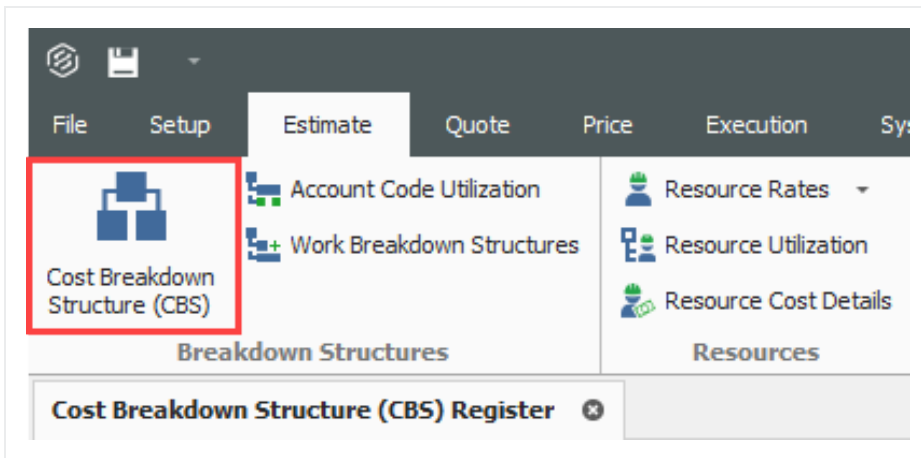 File Setup Estimate Quote Price Execution
Cost Breakdown
Structure (CBS)
Account Code Utilization
Work Breakdown Structures
Breakdown Structures
Resource Rates
Resource Utilization
Resource Cost Details
Resources
Cost Breakdown Structure (CBS) Register